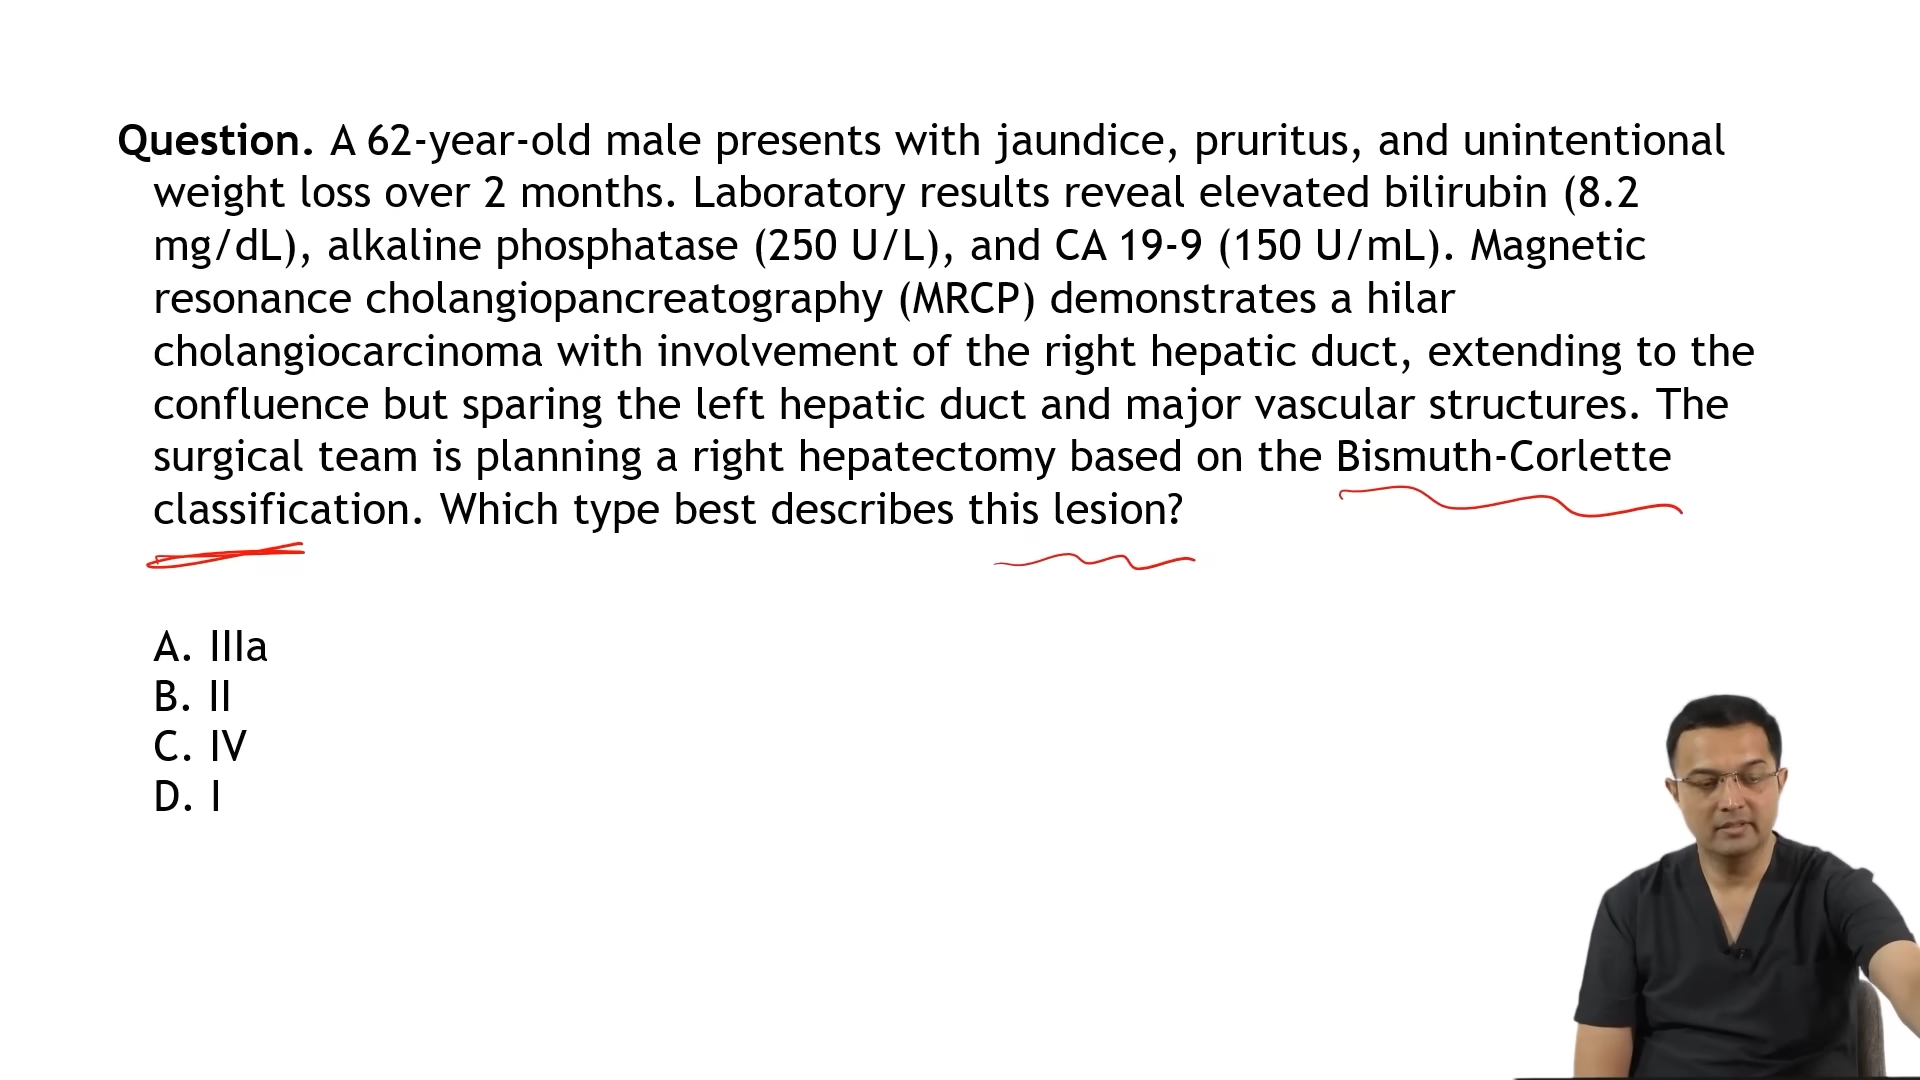 Question. A 62-year-old male presents with jaundice, pruritus, and unintentional
weight loss over 2 months. Laboratory results reveal elevated bilirubin (8.2
mg/dL), alkaline phosphatase (250 U/L), and CA 19-9 (150 U/mL). Magnetic
resonance cholangiopancreatography (MRCP) demonstrates a hilar
cholangiocarcinoma with involvement of the right hepatic duct, extending to the
confluence but sparing the left hepatic duct and major vascular structures. The
surgical team is planning a right hepatectomy based on the Bismuth-Corlette
classification. Which type best describes this lesion?
A. IIIa
B. II
C. IV
D. I